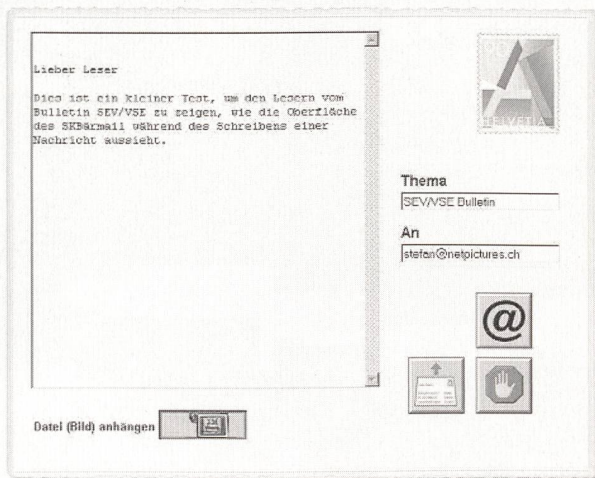 Lieber Leser
Dies ist ein kleiner Test, um den Lesern vom
Bulletin SEV/VSE zu zeigen, wie die Oberfläche
des SKBärmail während des Schreibens einer
Nachricht aussieht.
A
HELVETIA
Thema
SEV/VSE Bulletin
An
stefan@netpictures.ch
@
Datei (Bild) anhängen